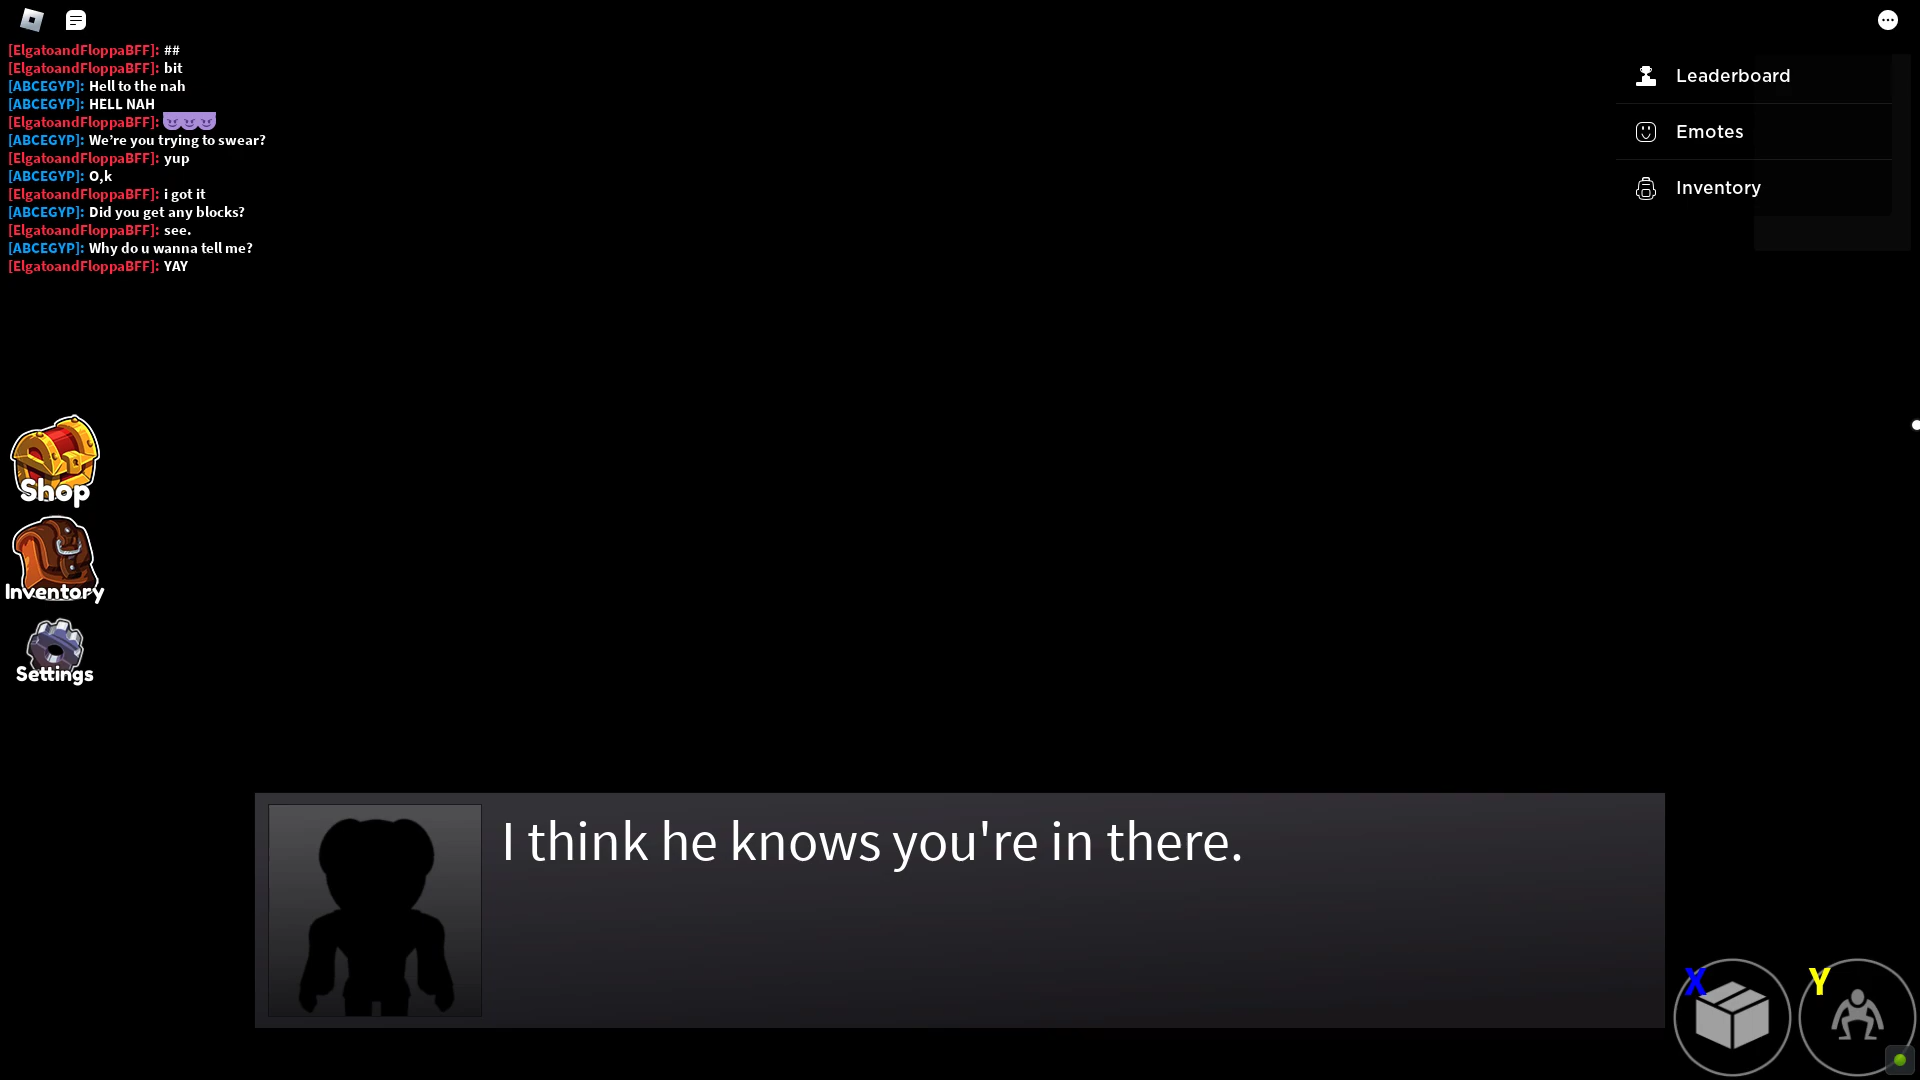 [ElgatoandFloppaBFF]: ##
[ElgatoandFloppaBFF]: bit
[ABCEGYP]: Hell to the nah
[ABCEGYP]: HELL NAH
[ElgatoandFloppaBFF]: 😈😈😈
[ABCEGYP]: We’re you trying to swear?
[ElgatoandFloppaBFF]: yup
[ABCEGYP]: O,k
[ElgatoandFloppaBFF]: i got it
[ABCEGYP]: Did you get any blocks?
[ElgatoandFloppaBFF]: see.
[ABCEGYP]: Why do u wanna tell me?
[ElgatoandFloppaBFF]: YAY
Leaderboard
Emotes
Inventory
Shop
Inventory
Settings
I think he knows you're in there.
X
Y